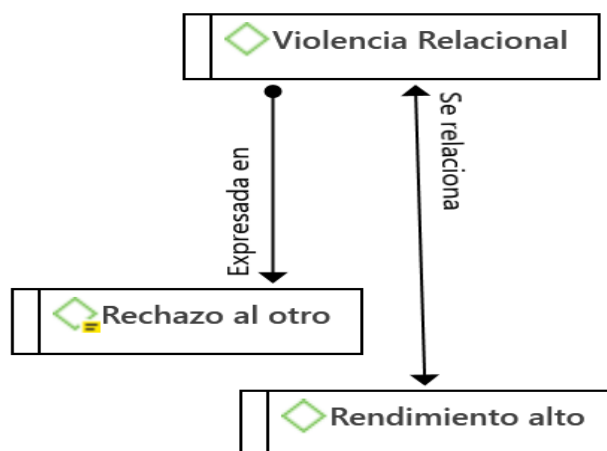 Violencia Relacional
Expresada en
Se relaciona
Rechazo al otro
Rendimiento alto